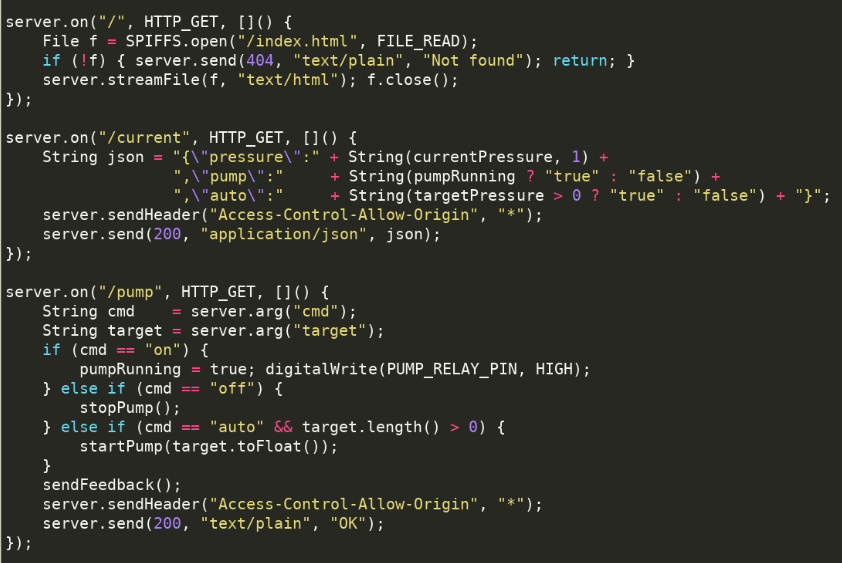 server.on("/", HTTP_GET, []() {
    File f = SPIFFS.open("/index.html", FILE_READ);
    if (!f) { server.send(404, "text/plain", "Not found"); return; }
    server.streamFile(f, "text/html"); f.close();
});

server.on("/current", HTTP_GET, []() {
    String json = "{\"pressure\":" + String(currentPressure, 1) +
                  ",\"pump\":"     + String(pumpRunning ? "true" : "false") +
                  ",\"auto\":"     + String(targetPressure > 0 ? "true" : "false") + "}";
    server.sendHeader("Access-Control-Allow-Origin", "*");
    server.send(200, "application/json", json);
});

server.on("/pump", HTTP_GET, []() {
    String cmd    = server.arg("cmd");
    String target = server.arg("target");
    if (cmd == "on") {
        pumpRunning = true; digitalWrite(PUMP_RELAY_PIN, HIGH);
    } else if (cmd == "off") {
        stopPump();
    } else if (cmd == "auto" && target.length() > 0) {
        startPump(target.toFloat());
    }
    sendFeedback();
    server.sendHeader("Access-Control-Allow-Origin", "*");
    server.send(200, "text/plain", "OK");
});